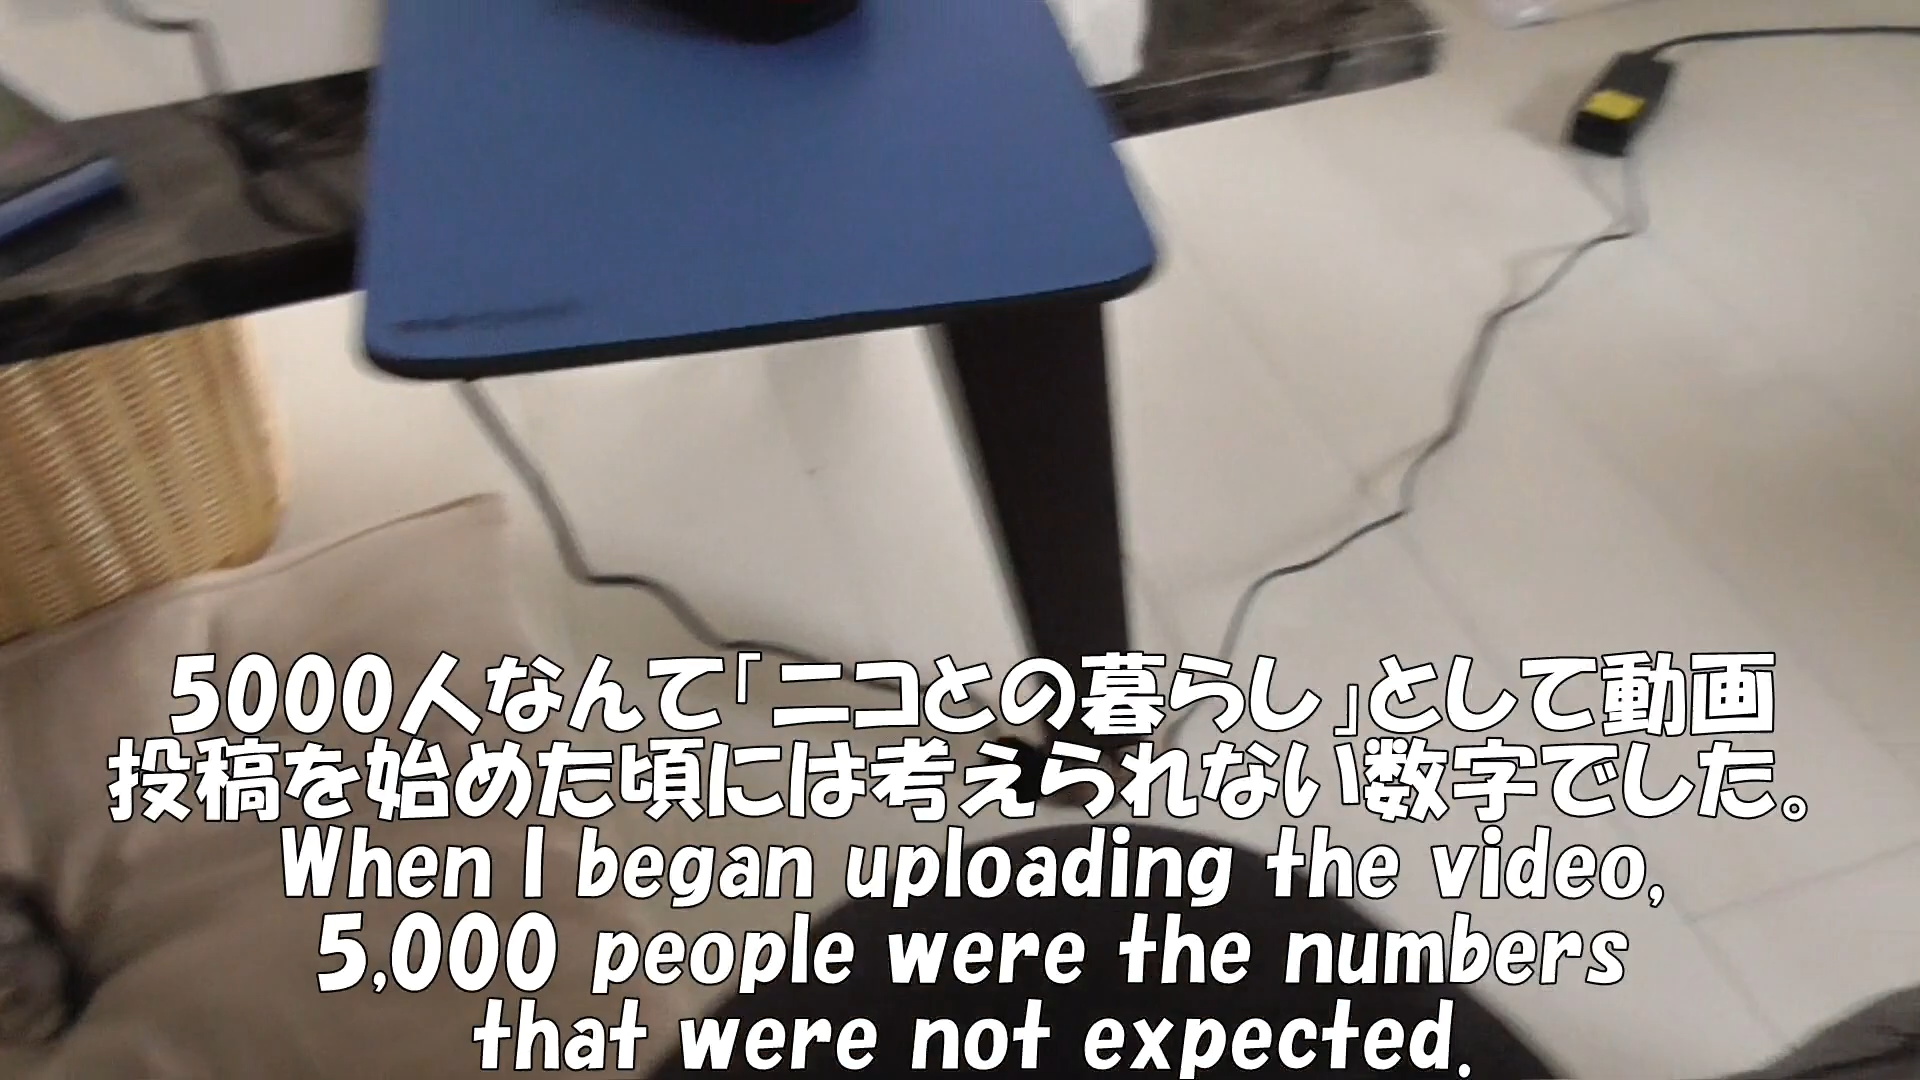 5000人なんて「ニコとの暮らし」として動画
投稿を始めた頃には考えられない数字でした。
When I began uploading the video,
5,000 people were the numbers
that were not expected.